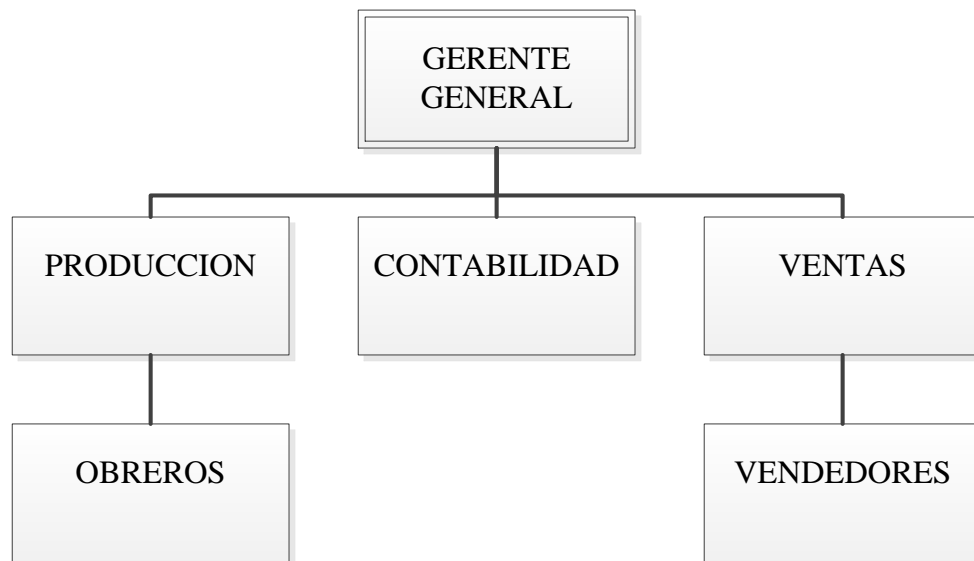 GERENTE
GENERAL
PRODUCCION
CONTABILIDAD
VENTAS
OBREROS
VENDEDORES